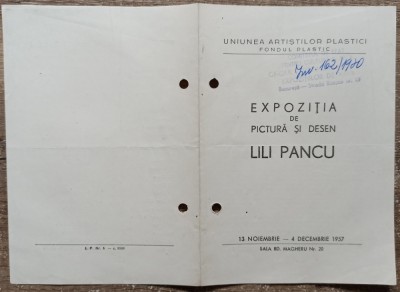 UNIUNEA ARTIȘTILOR PLASTICI
FONDUL PLASTIC
Inv. 162/1980
EXPOZIȚIA
DE
PICTURĂ ȘI DESEN
LILI PANCU
13 NOIEMBRIE — 4 DECEMBRIE 1957
SALA BD. MAGHERU Nr. 20